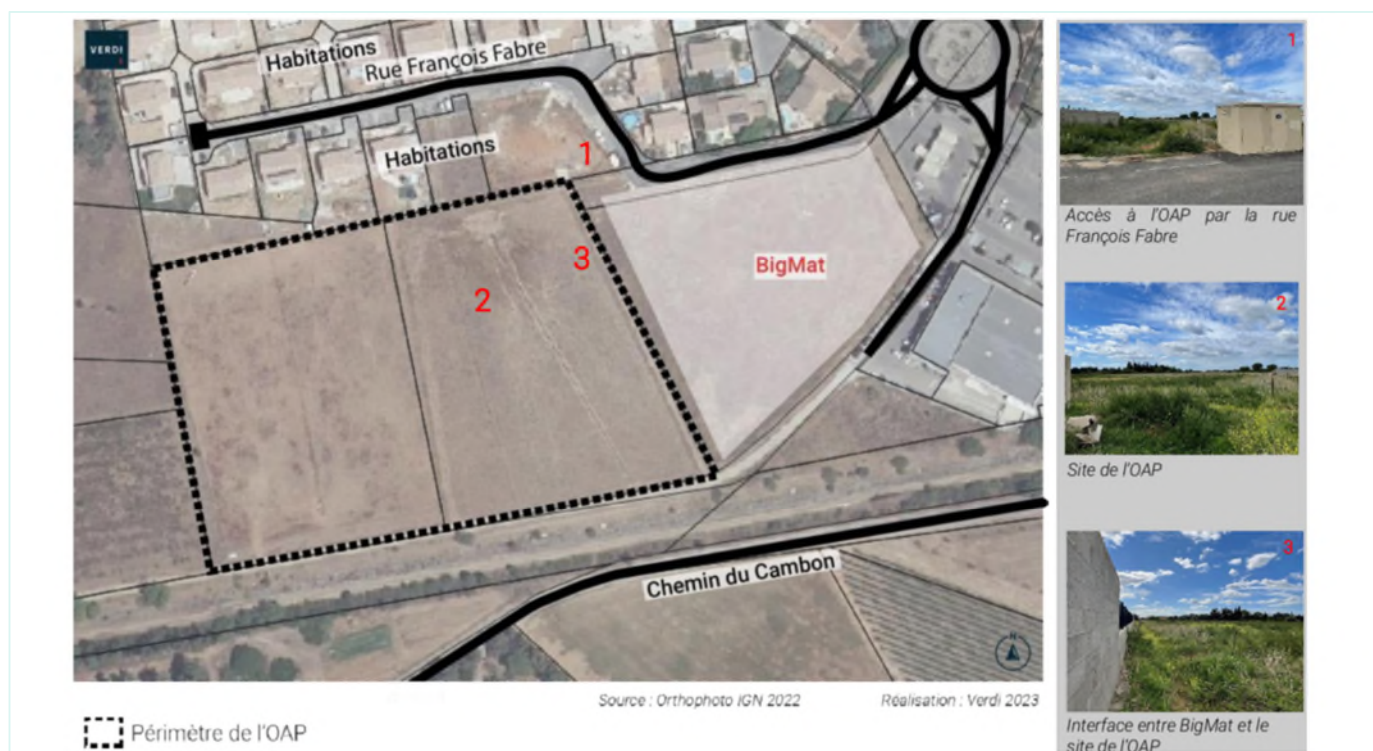 VERDI
Habitations
Rue François Fabre
Habitations
1
3
2
BigMat
Chemin du Cambon
N
Source : Orthophoto IGN 2022
Réalisation : Verdi 2023
Périmètre de l'OAP
1
Accès à l'OAP par la rue
François Fabre
2
Site de l'OAP
3
Interface entre BigMat et le
site de l'OAP